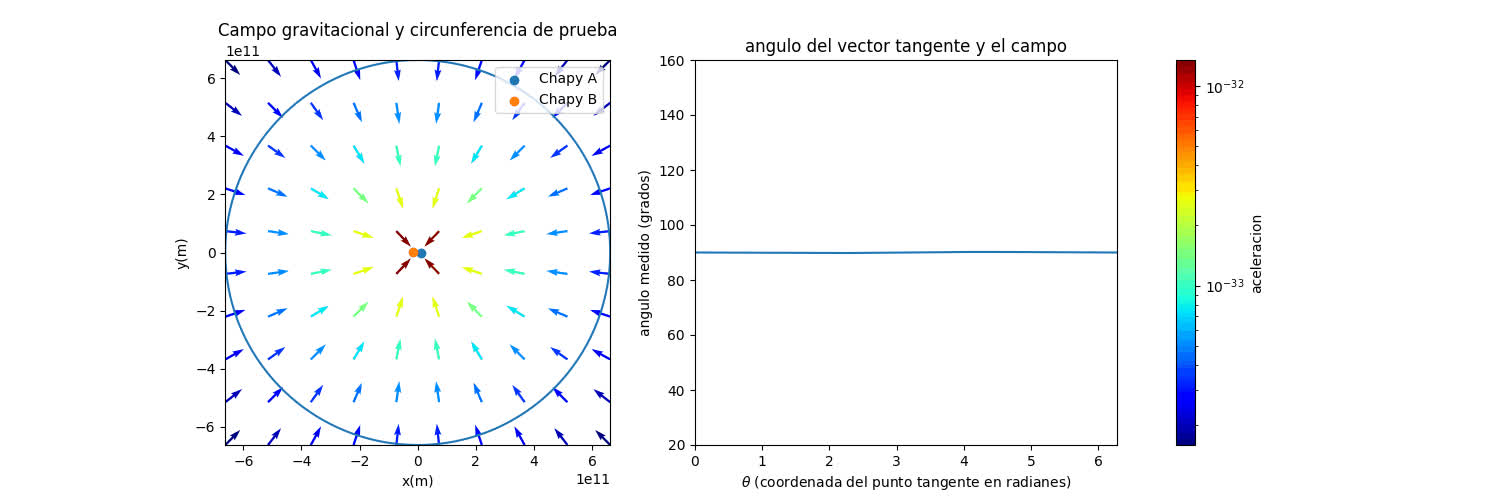 Campo gravitacional y circunferencia de prueba
1e11
Chapy A
Chapy B
6
4
2
0
−2
−4
−6
y(m)
−6
−4
−2
0
2
4
6
x(m)
1e11
angulo del vector tangente y el campo
160
140
120
100
80
60
40
20
angulo medido (grados)
0
1
2
3
4
5
6
θ (coordenada del punto tangente en radianes)
10⁻³²
10⁻³³
aceleracion